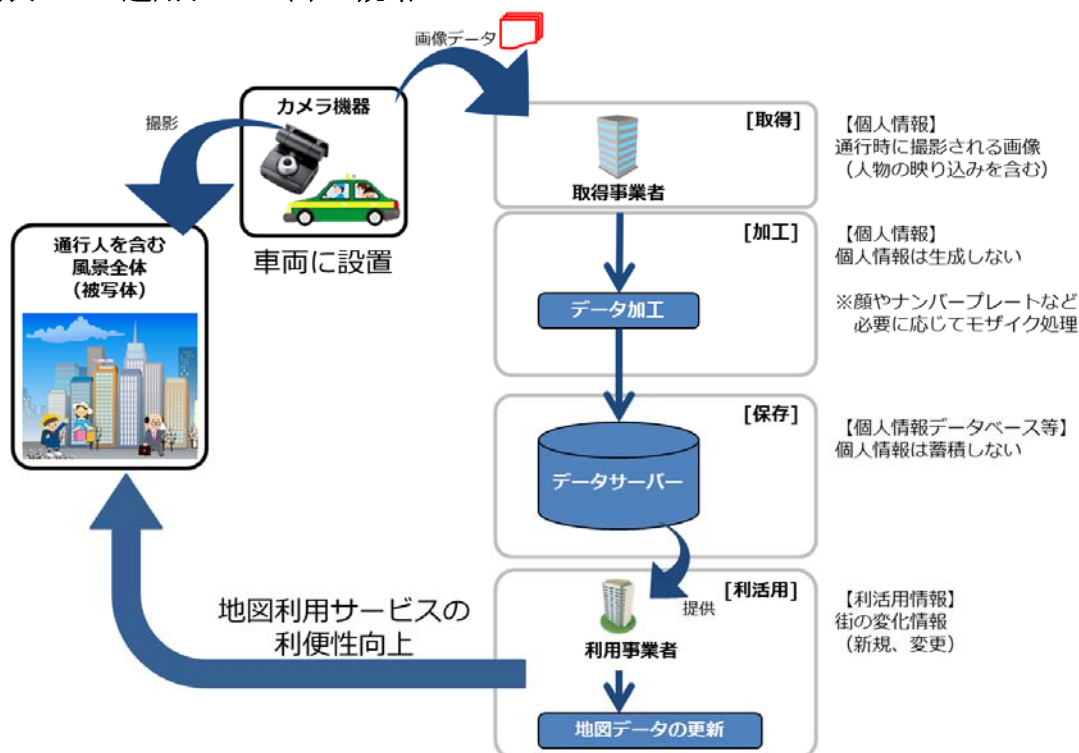 画像データ
カメラ機器
撮影
車両に設置
通行人を含む
風景全体
(被写体)
[取得]
取得事業者
【個人情報】
通行時に撮影される画像
(人物の映り込みを含む)
[加工]
データ加工
【個人情報】
個人情報は生成しない
※顔やナンバープレートなど
必要に応じてモザイク処理
[保存]
データサーバー
【個人情報データベース等】
個人情報は蓄積しない
[利活用]
提供
利用事業者
地図データの更新
【利活用情報】
街の変化情報
(新規、変更)
地図利用サービスの
利便性向上